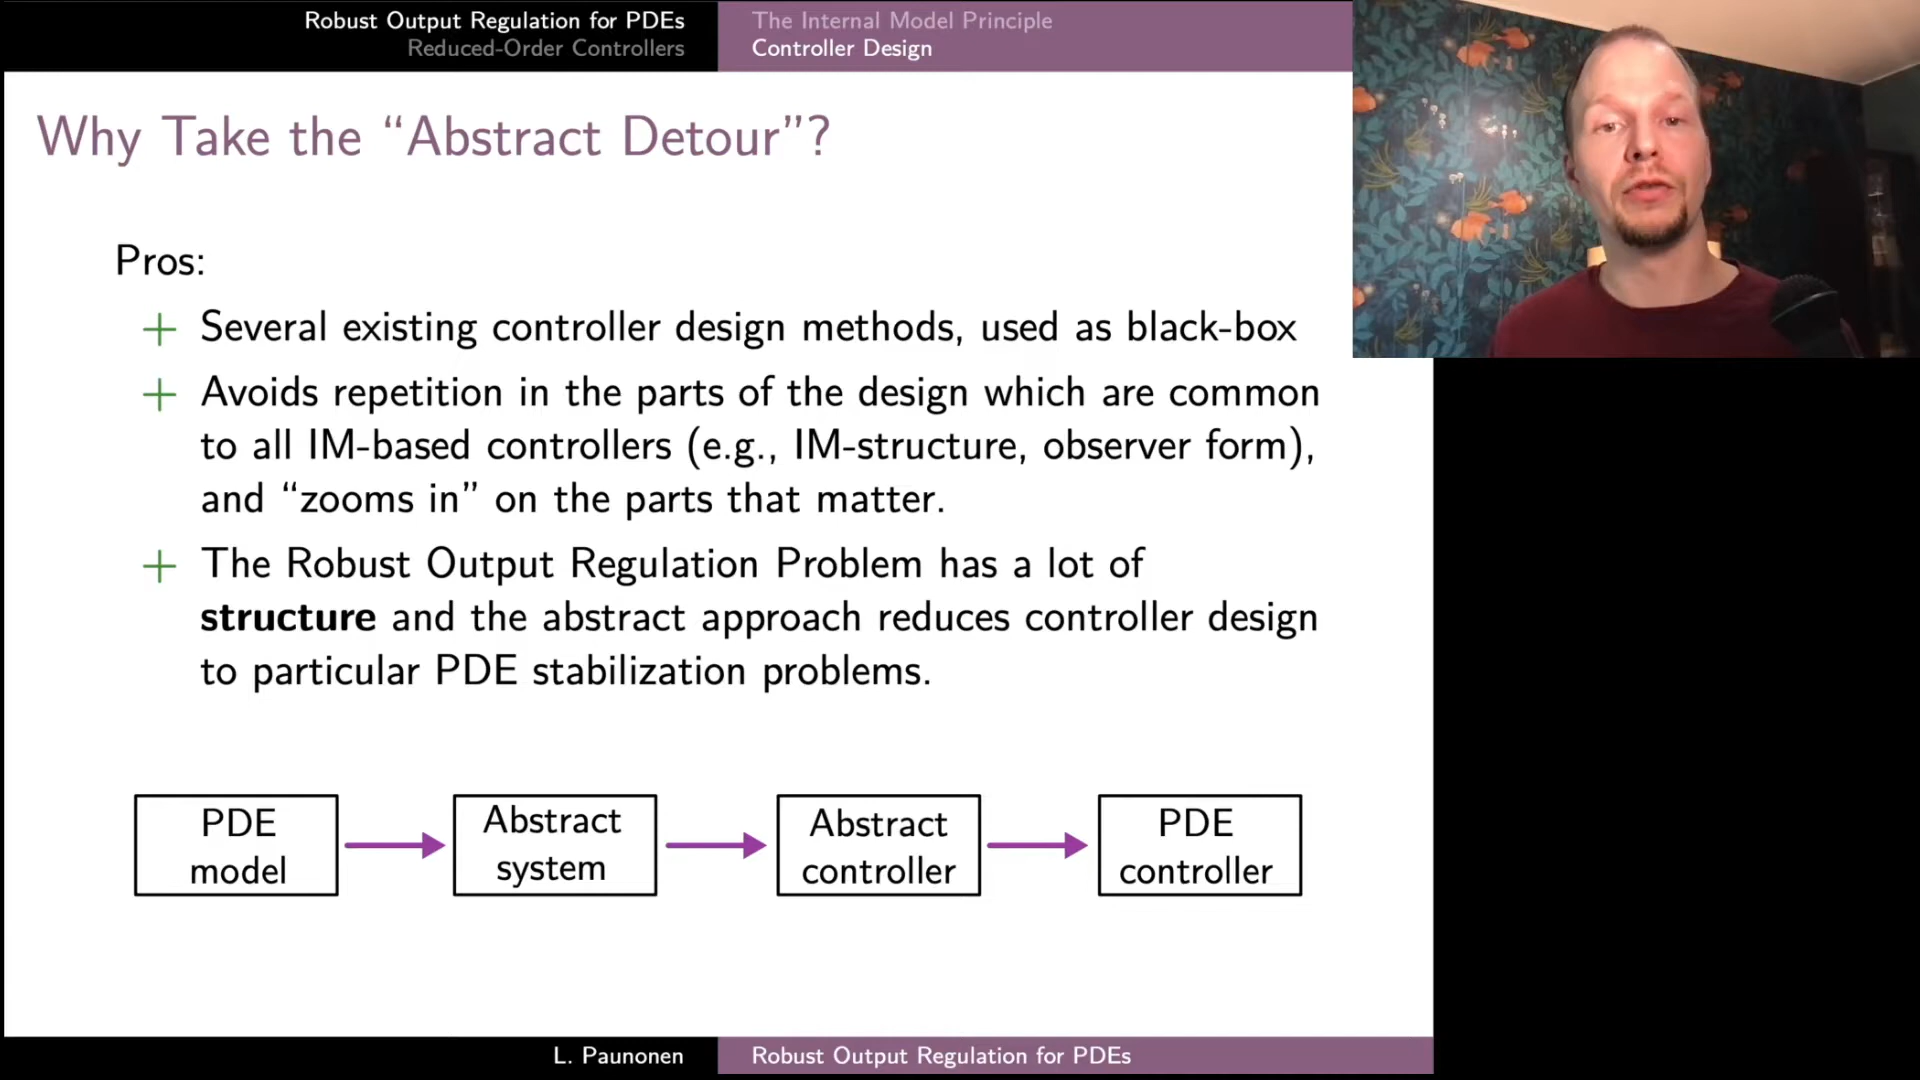 Robust Output Regulation for PDEs
Reduced-Order Controllers
The Internal Model Principle
Controller Design
Why Take the “Abstract Detour”?
Pros:
+ Several existing controller design methods, used as black-box
+ Avoids repetition in the parts of the design which are common
to all IM-based controllers (e.g., IM-structure, observer form),
and “zooms in” on the parts that matter.
+ The Robust Output Regulation Problem has a lot of
structure and the abstract approach reduces controller design
to particular PDE stabilization problems.
PDE
model
Abstract
system
Abstract
controller
PDE
controller
L. Paunonen
Robust Output Regulation for PDEs